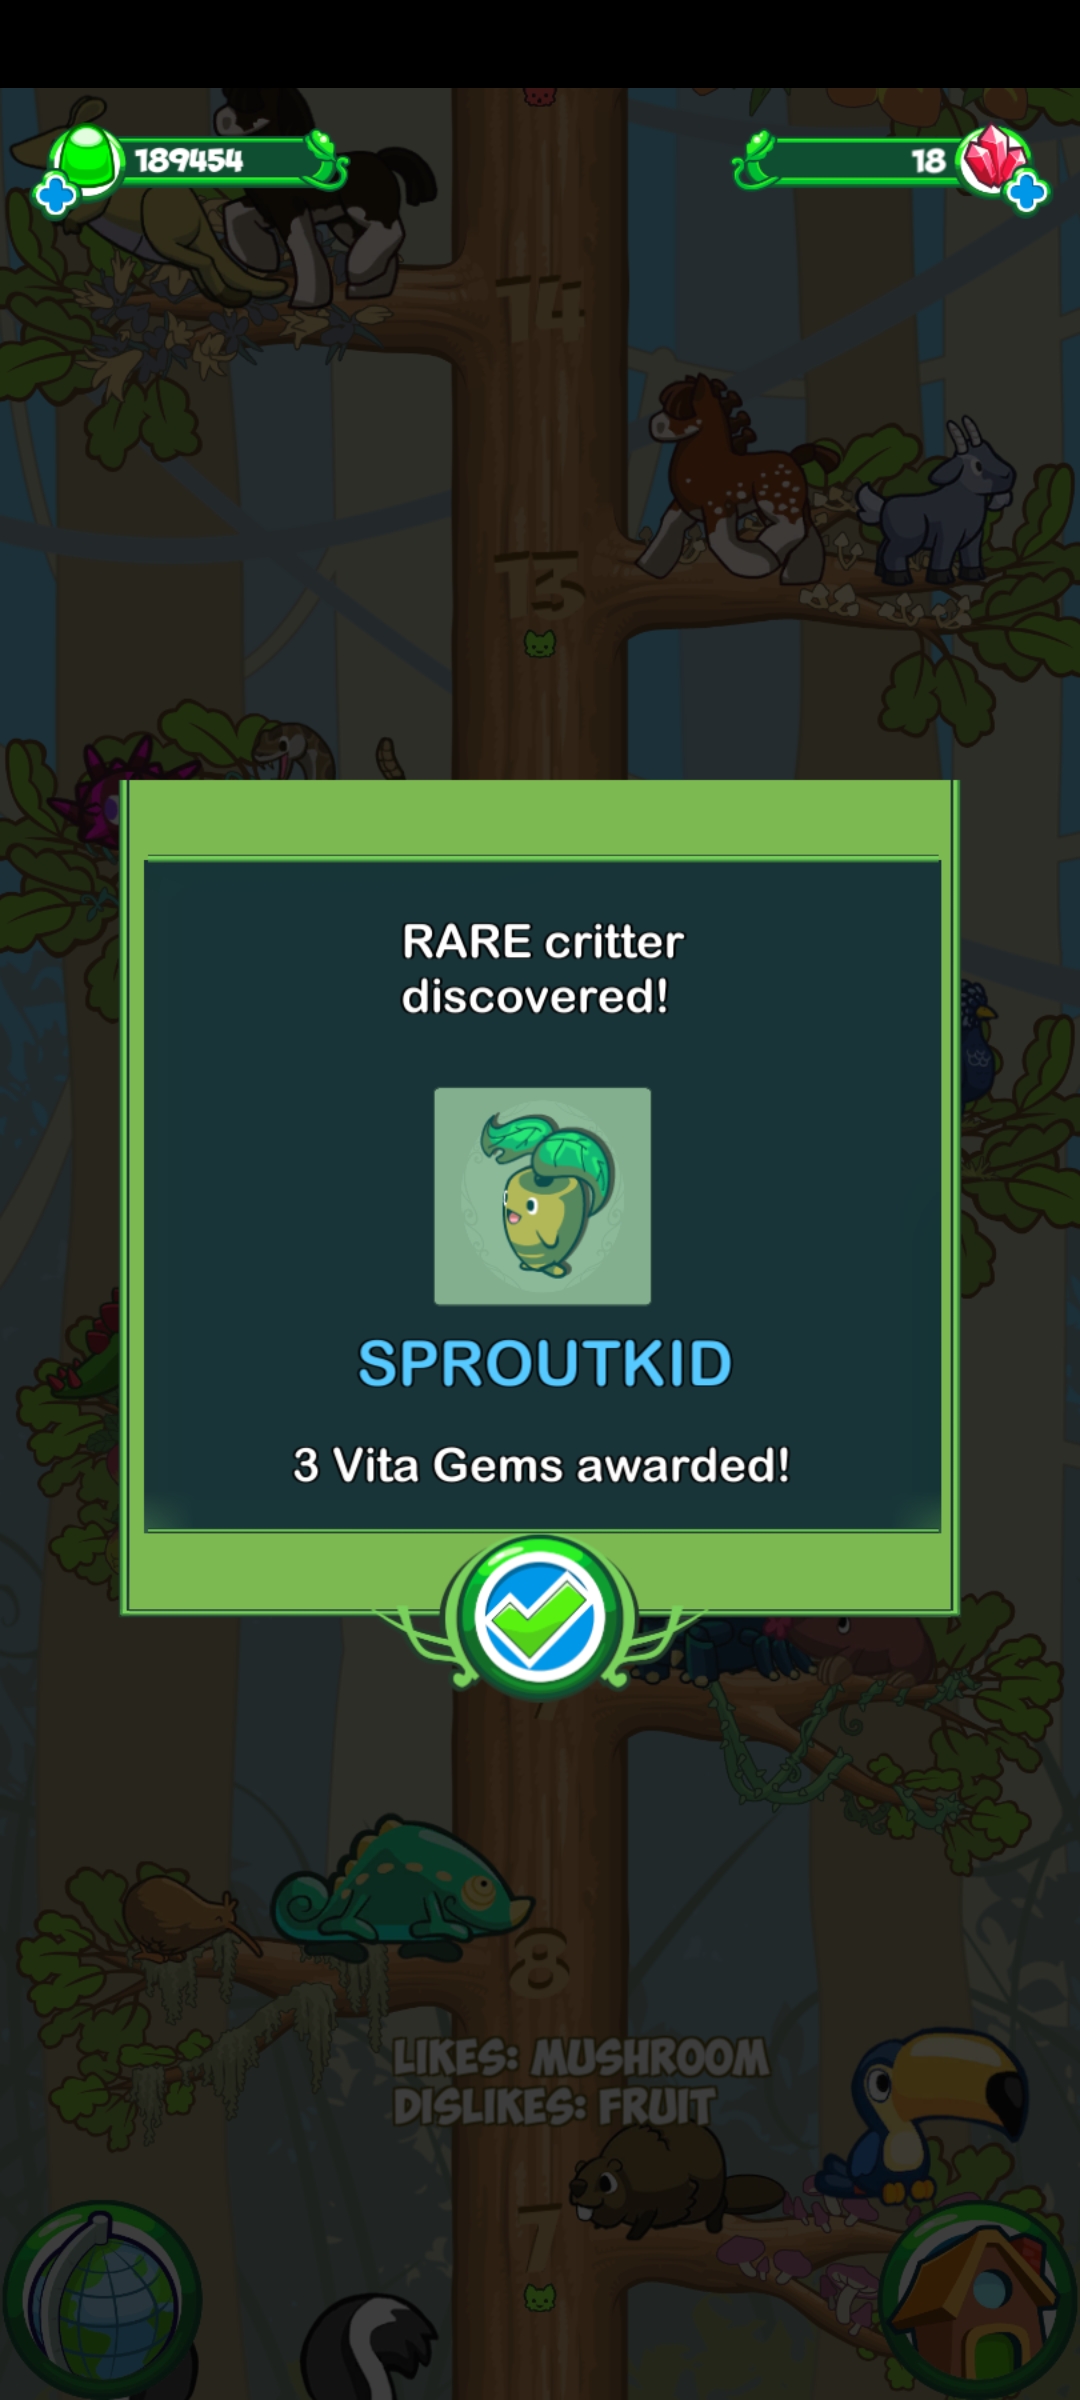 189454
18
14
13
RARE critter
discovered!
SPROUTKID
3 Vita Gems awarded!
8
LIKES: MUSHROOM
DISLIKES: FRUIT
7